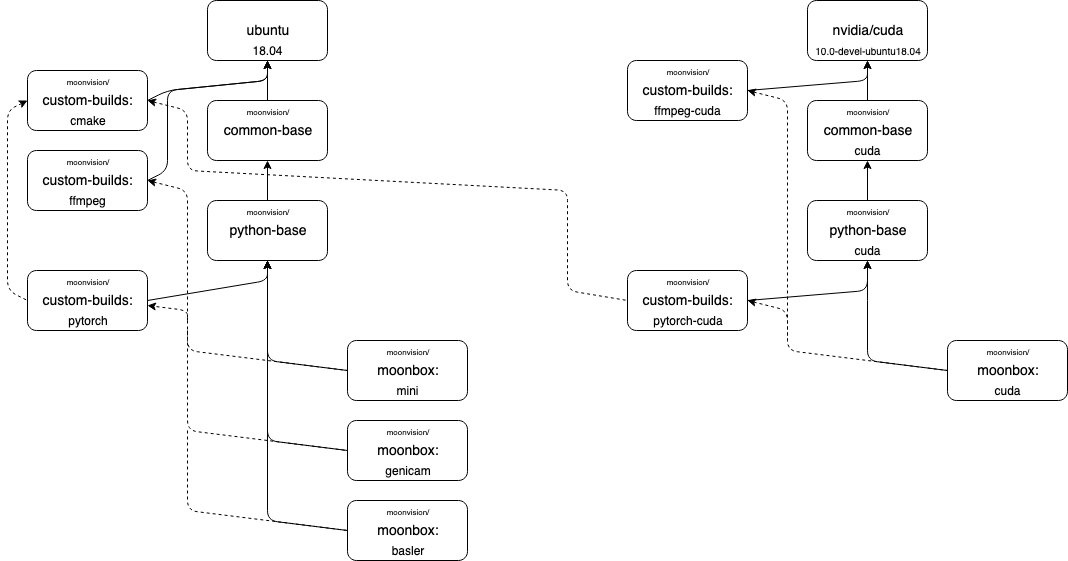 ubuntu
18.04
nvidia/cuda
10.0-devel-ubuntu18.04
moonvision/
custom-builds:
cmake
moonvision/
common-base
moonvision/
custom-builds:
ffmpeg-cuda
moonvision/
common-base
cuda
moonvision/
custom-builds:
ffmpeg
moonvision/
python-base
moonvision/
python-base
cuda
moonvision/
custom-builds:
pytorch
moonvision/
custom-builds:
pytorch-cuda
moonvision/
moonbox:
mini
moonvision/
moonbox:
cuda
moonvision/
moonbox:
genicam
moonvision/
moonbox:
basler